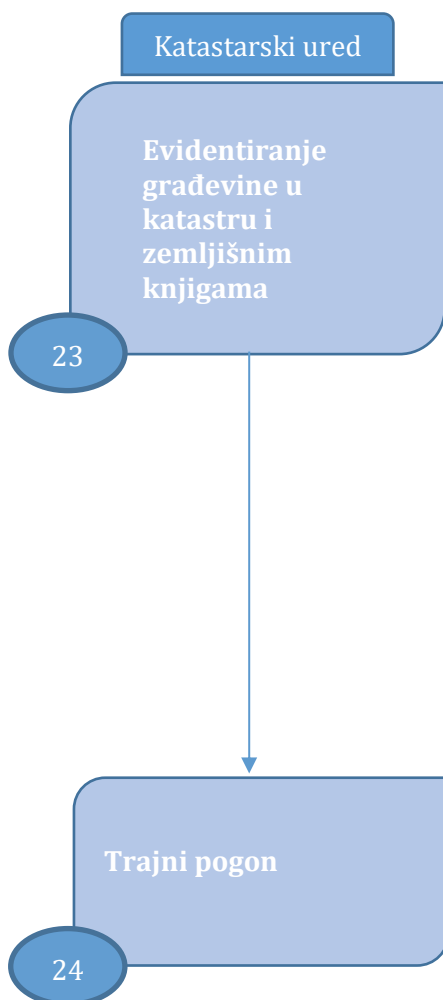 Katastarski ured
Evidentiranje
građevine u
katastru i
zemljišnim
knjigama
23
Trajni pogon
24